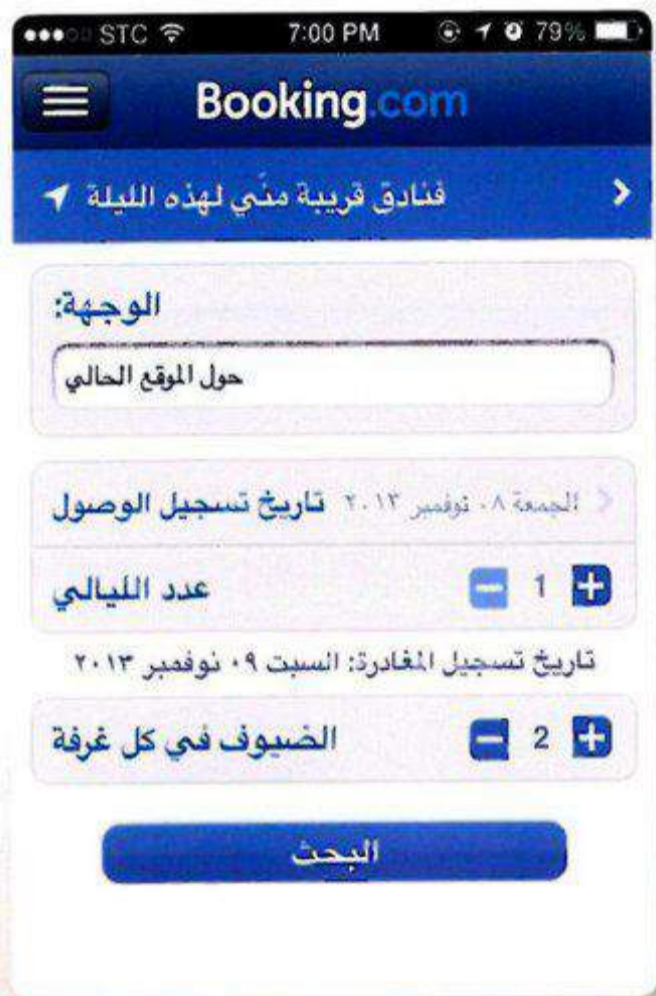 STC 7:00 PM 79%
Booking.com
فنادق قريبة منّي لهذه الليلة
الوجهة:
حول الموقع الحالي
تاريخ تسجيل الوصول الجمعة ٠٨ نوفمبر ٢٠١٣
عدد الليالي 1
تاريخ تسجيل المغادرة: السبت ٠٩ نوفمبر ٢٠١٣
الضيوف في كل غرفة 2
البحث